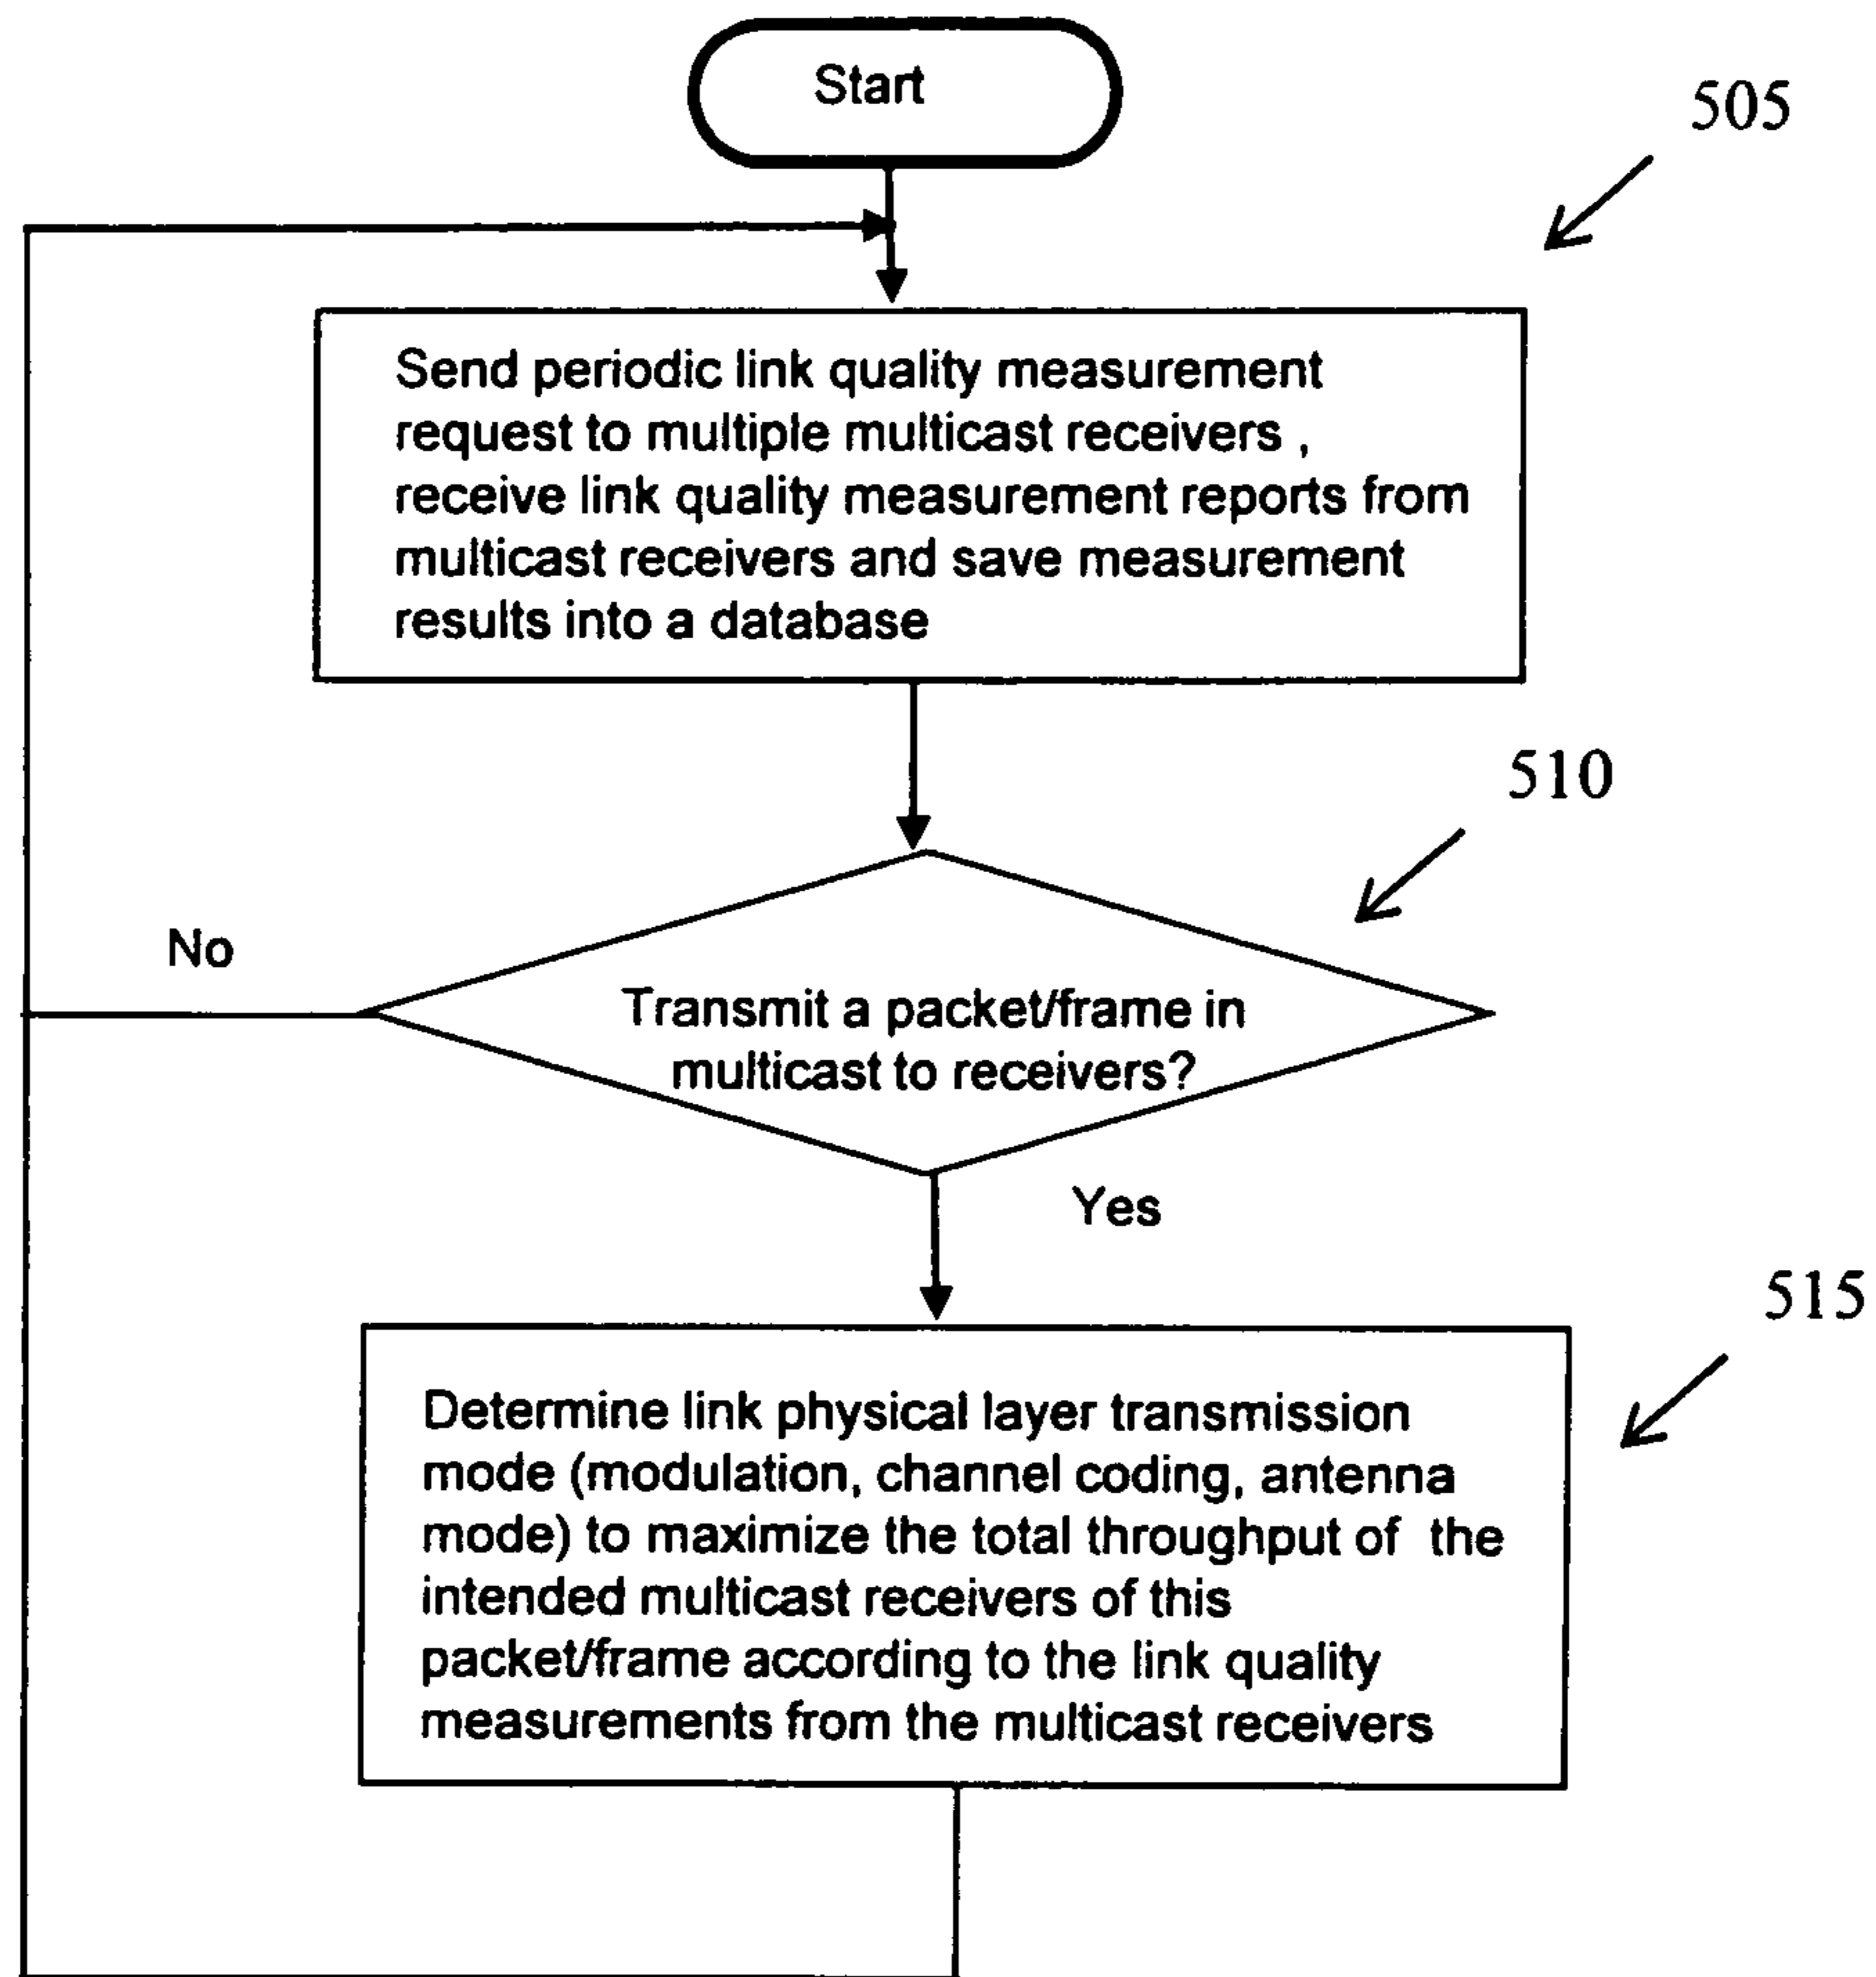 Start
505
Send periodic link quality measurement
request to multiple multicast receivers ,
receive link quality measurement reports from
multicast receivers and save measurement
results into a database
510
No
Transmit a packet/frame in
multicast to receivers?
Yes
515
Determine link physical layer transmission
mode (modulation, channel coding, antenna
mode) to maximize the total throughput of the
intended multicast receivers of this
packet/frame according to the link quality
measurements from the multicast receivers